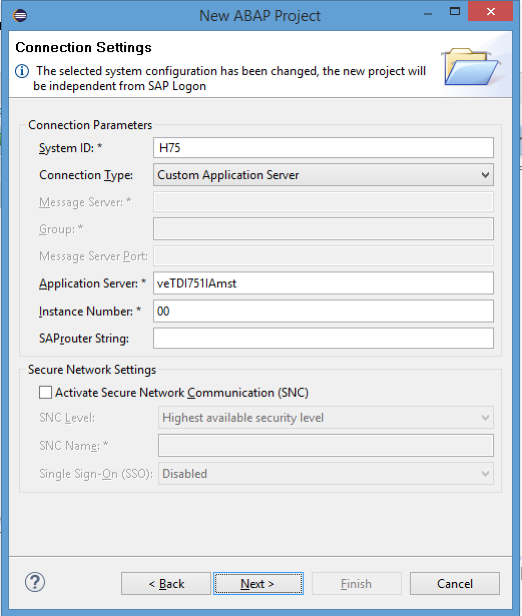 New ABAP Project
Connection Settings
The selected system configuration has been changed, the new project will
be independent from SAP Logon
Connection Parameters
System ID: * H75
Connection Type: Custom Application Server
Message Server: *
Group: *
Message Server Port:
Application Server: * veTDI751IAmst
Instance Number: * 00
SAProuter String:
Secure Network Settings
Activate Secure Network Communication (SNC)
SNC Level: Highest available security level
SNC Name: *
Single Sign-On (SSO): Disabled
< Back Next > Finish Cancel